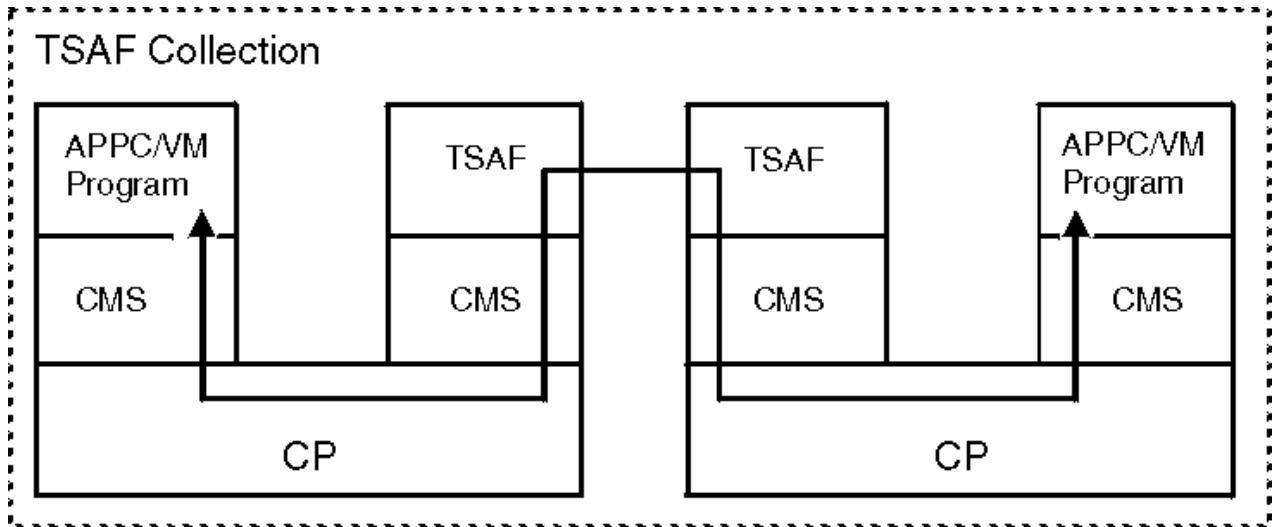 TSAF Collection
APPC/VM
Program
TSAF
TSAF
APPC/VM
Program
CMS
CMS
CMS
CMS
CP
CP